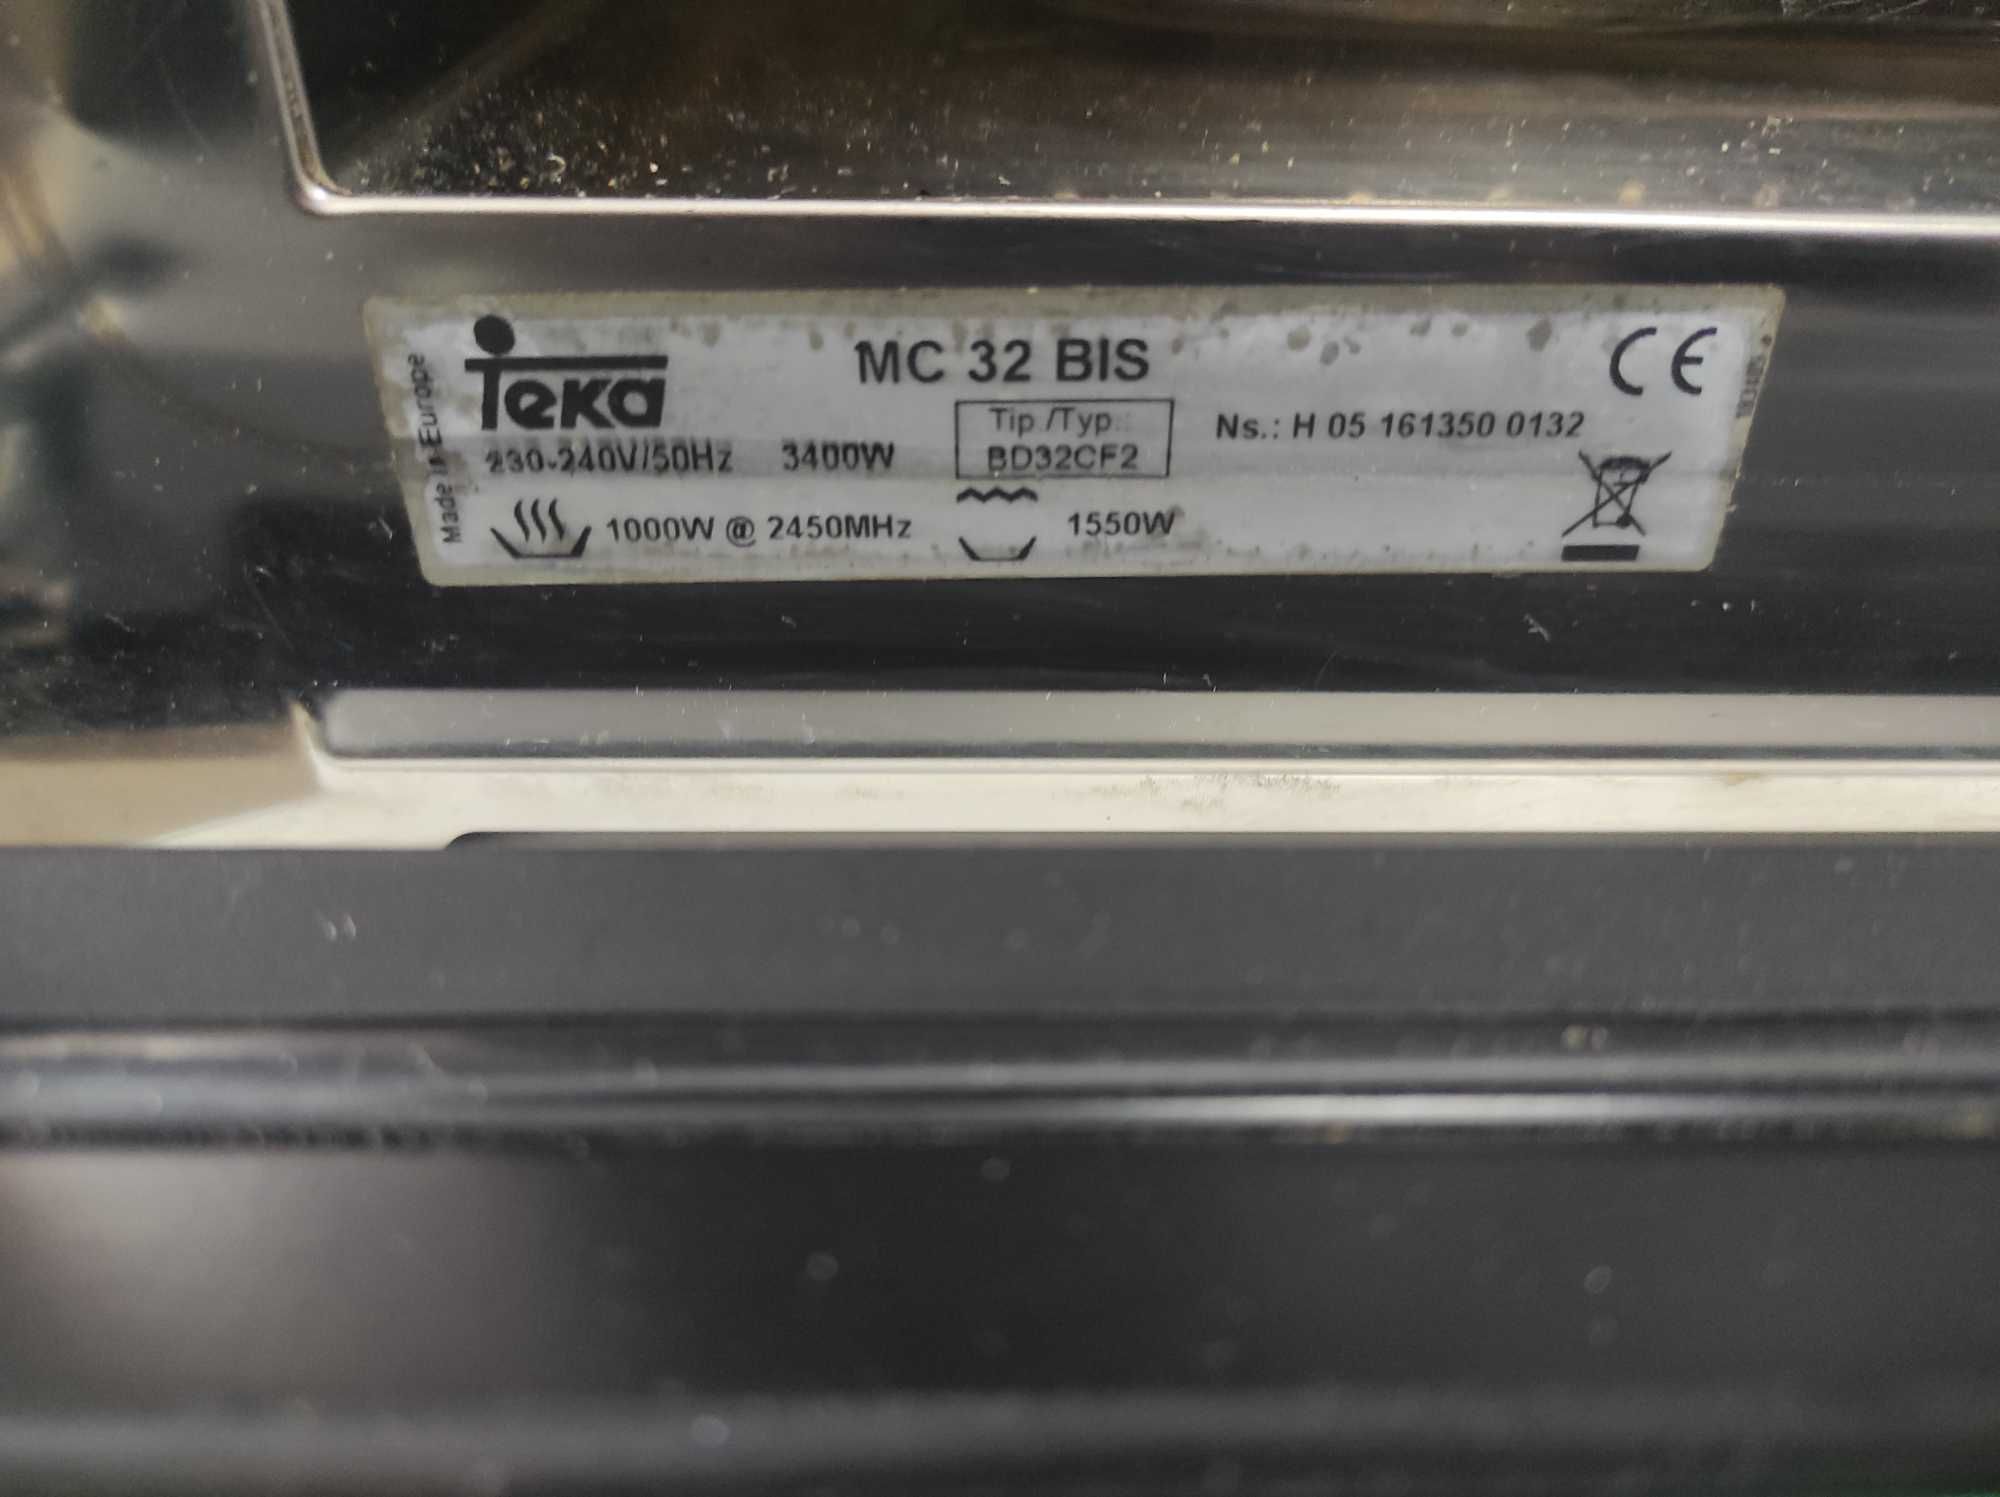 Teka
MC 32 BIS
CE
230-240V/50Hz 3400W
Tip./Typ.:
BD32CF2
Ns.: H 05 161350 0132
1000W @ 2450MHz
1550W
Made in Europe